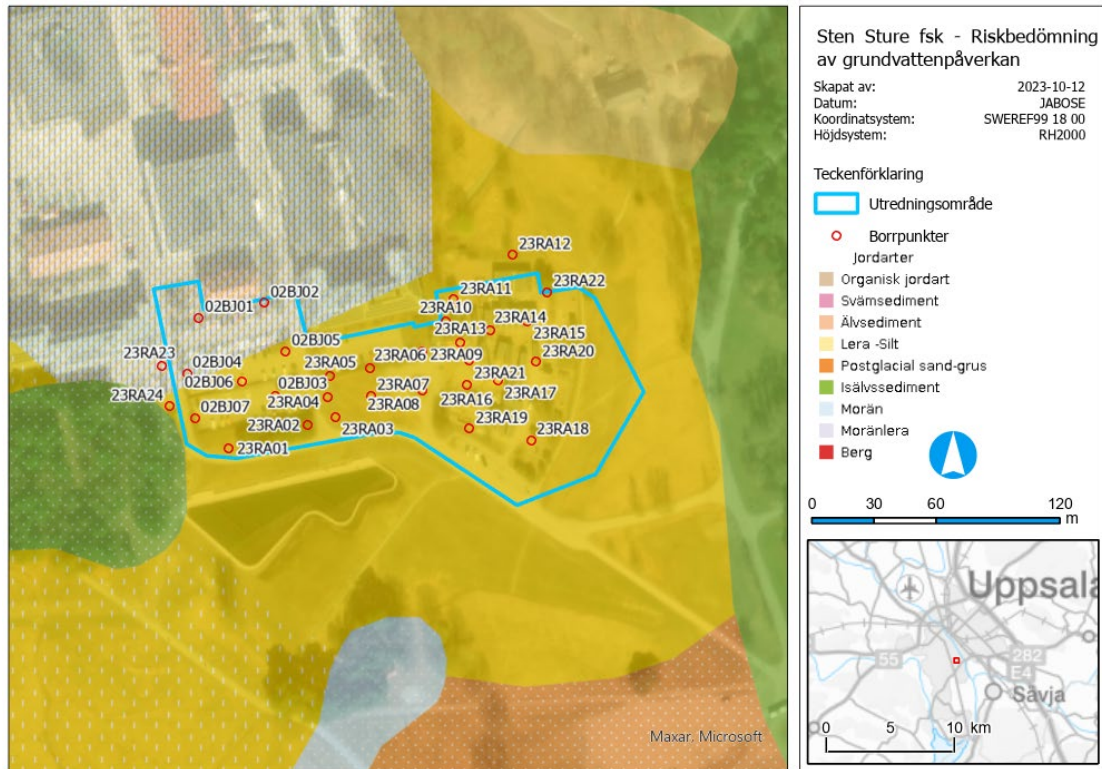 Sten Sture fsk - Riskbedömning
av grundvattenpåverkan
Skapat av: 2023-10-12
Datum: JABOSE
Koordinatsystem: SWEREF99 18 00
Höjdsystem: RH2000
Teckenförklaring
Utredningsområde
Borrpunkter
Jordarter
Organisk jordart
Svämsediment
Älvsediment
Lera -Silt
Postglacial sand-grus
Isälvssediment
Morän
Moränlera
Berg
0 30 60 120
m
Uppsala
55
282
E4
Sävja
0 5 10 km
23RA12
23RA22
23RA11
02BJ02
02BJ01
23RA10
23RA14
23RA13
23RA15
02BJ05
23RA23
02BJ04
23RA05
23RA06
23RA09
23RA20
02BJ06
02BJ03
23RA07
23RA21
23RA24
23RA04
23RA08
23RA16
23RA17
02BJ07
23RA02
23RA03
23RA19
23RA18
23RA01
Maxar, Microsoft